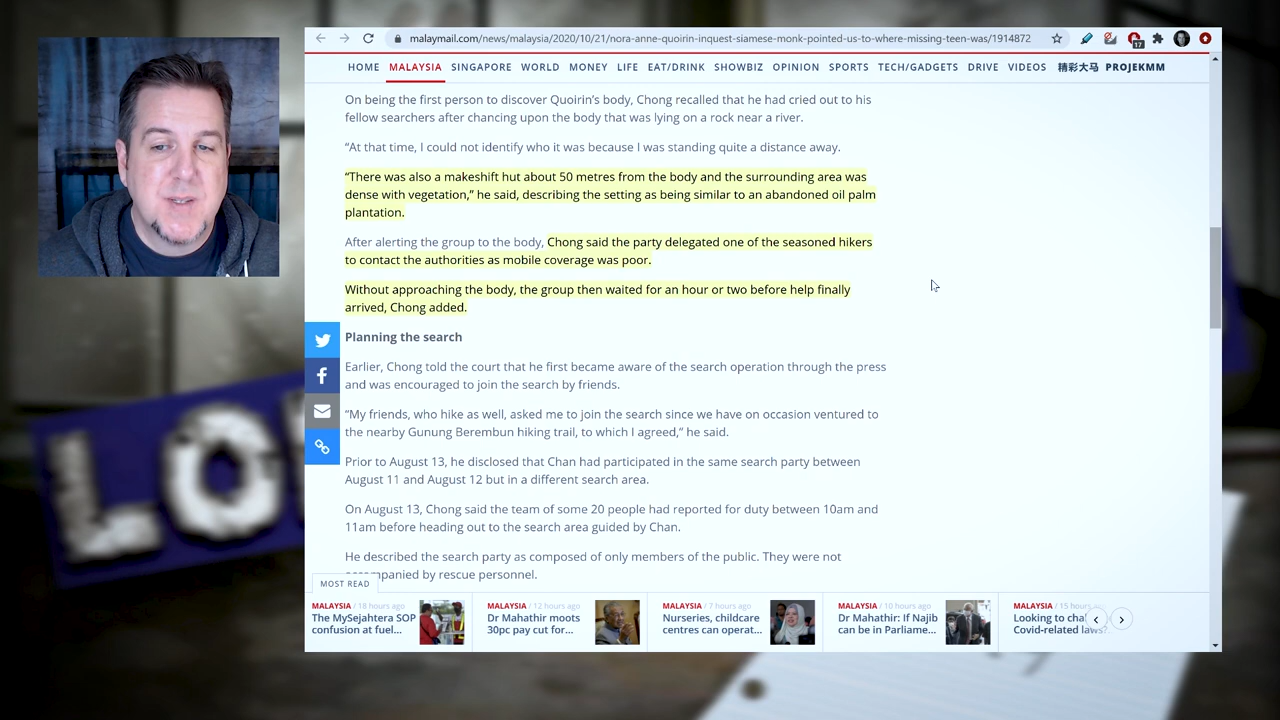 malaymail.com/news/malaysia/2020/10/21/nora-anne-quoirin-inquest-siamese-monk-pointed-us-to-where-missing-teen-was/1914872
17
HOME MALAYSIA SINGAPORE WORLD MONEY LIFE EAT/DRINK SHOWBIZ OPINION SPORTS TECH/GADGETS DRIVE VIDEOS 精彩大马 PROJEKMM
On being the first person to discover Quoirin’s body, Chong recalled that he had cried out to his
fellow searchers after chancing upon the body that was lying on a rock near a river.
“At that time, I could not identify who it was because I was standing quite a distance away.
“There was also a makeshift hut about 50 metres from the body and the surrounding area was
dense with vegetation,” he said, describing the setting as being similar to an abandoned oil palm
plantation.
After alerting the group to the body, Chong said the party delegated one of the seasoned hikers
to contact the authorities as mobile coverage was poor.
Without approaching the body, the group then waited for an hour or two before help finally
arrived, Chong added.
Planning the search
Earlier, Chong told the court that he first became aware of the search operation through the press
and was encouraged to join the search by friends.
“My friends, who hike as well, asked me to join the search since we have on occasion ventured to
the nearby Gunung Berembun hiking trail, to which I agreed,” he said.
Prior to August 13, he disclosed that Chan had participated in the same search party between
August 11 and August 12 but in a different search area.
On August 13, Chong said the team of some 20 people had reported for duty between 10am and
11am before heading out to the search area guided by Chan.
He described the search party as composed of only members of the public. They were not
accompanied by rescue personnel.
MOST READ
MALAYSIA / 18 hours ago
The MySejahtera SOP
confusion at fuel...
MALAYSIA / 12 hours ago
Dr Mahathir moots
30pc pay cut for...
MALAYSIA / 7 hours ago
Nurseries, childcare
centres can operat...
MALAYSIA / 10 hours ago
Dr Mahathir: If Najib
can be in Parliame...
MALAYSIA / 15 hours
Looking to
Covid-related laws?
LO